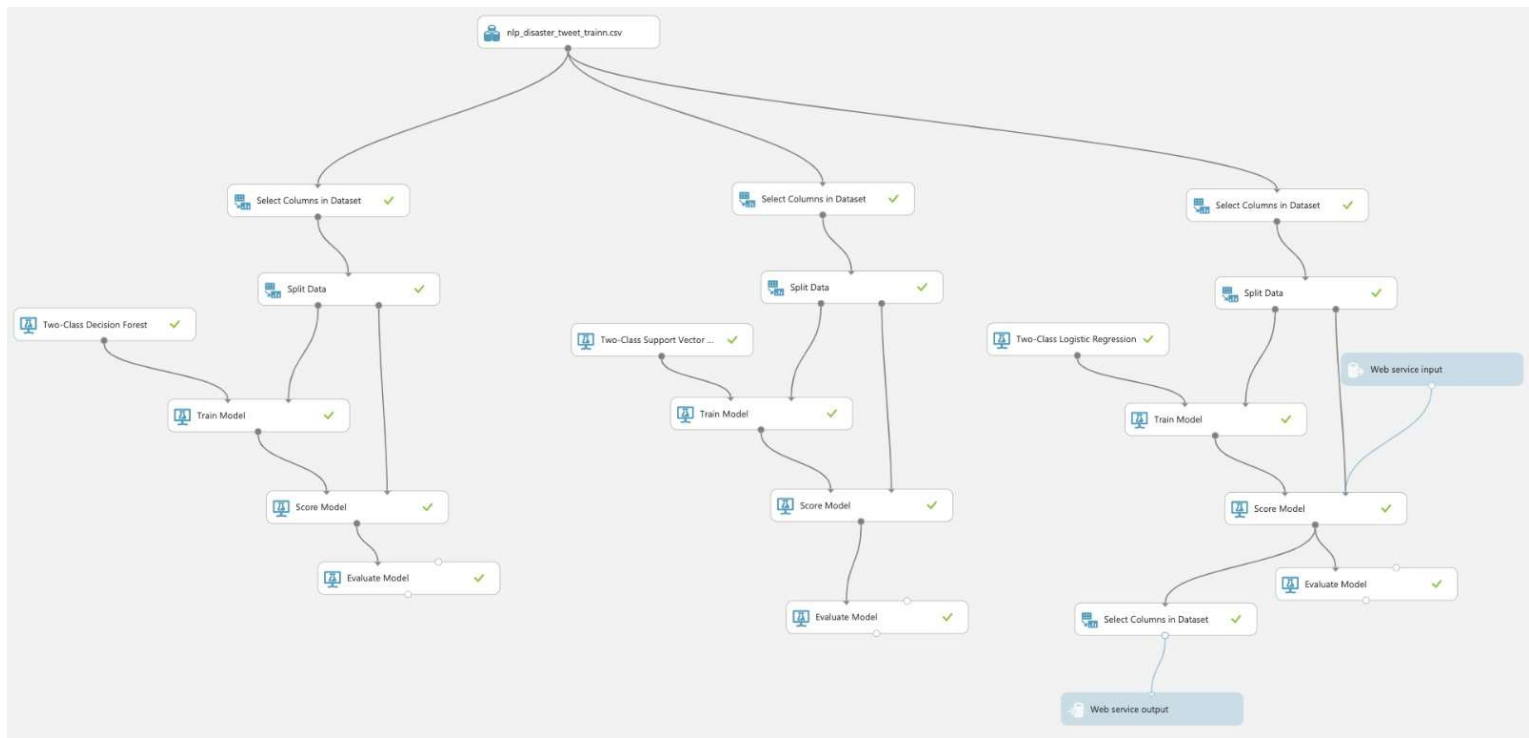 nlp_disaster_tweet_trainn.csv
Select Columns in Dataset
Select Columns in Dataset
Select Columns in Dataset
Split Data
Split Data
Split Data
Two-Class Decision Forest
Two-Class Support Vector ...
Two-Class Logistic Regression
Web service input
Train Model
Train Model
Train Model
Score Model
Score Model
Score Model
Evaluate Model
Evaluate Model
Evaluate Model
Select Columns in Dataset
Web service output